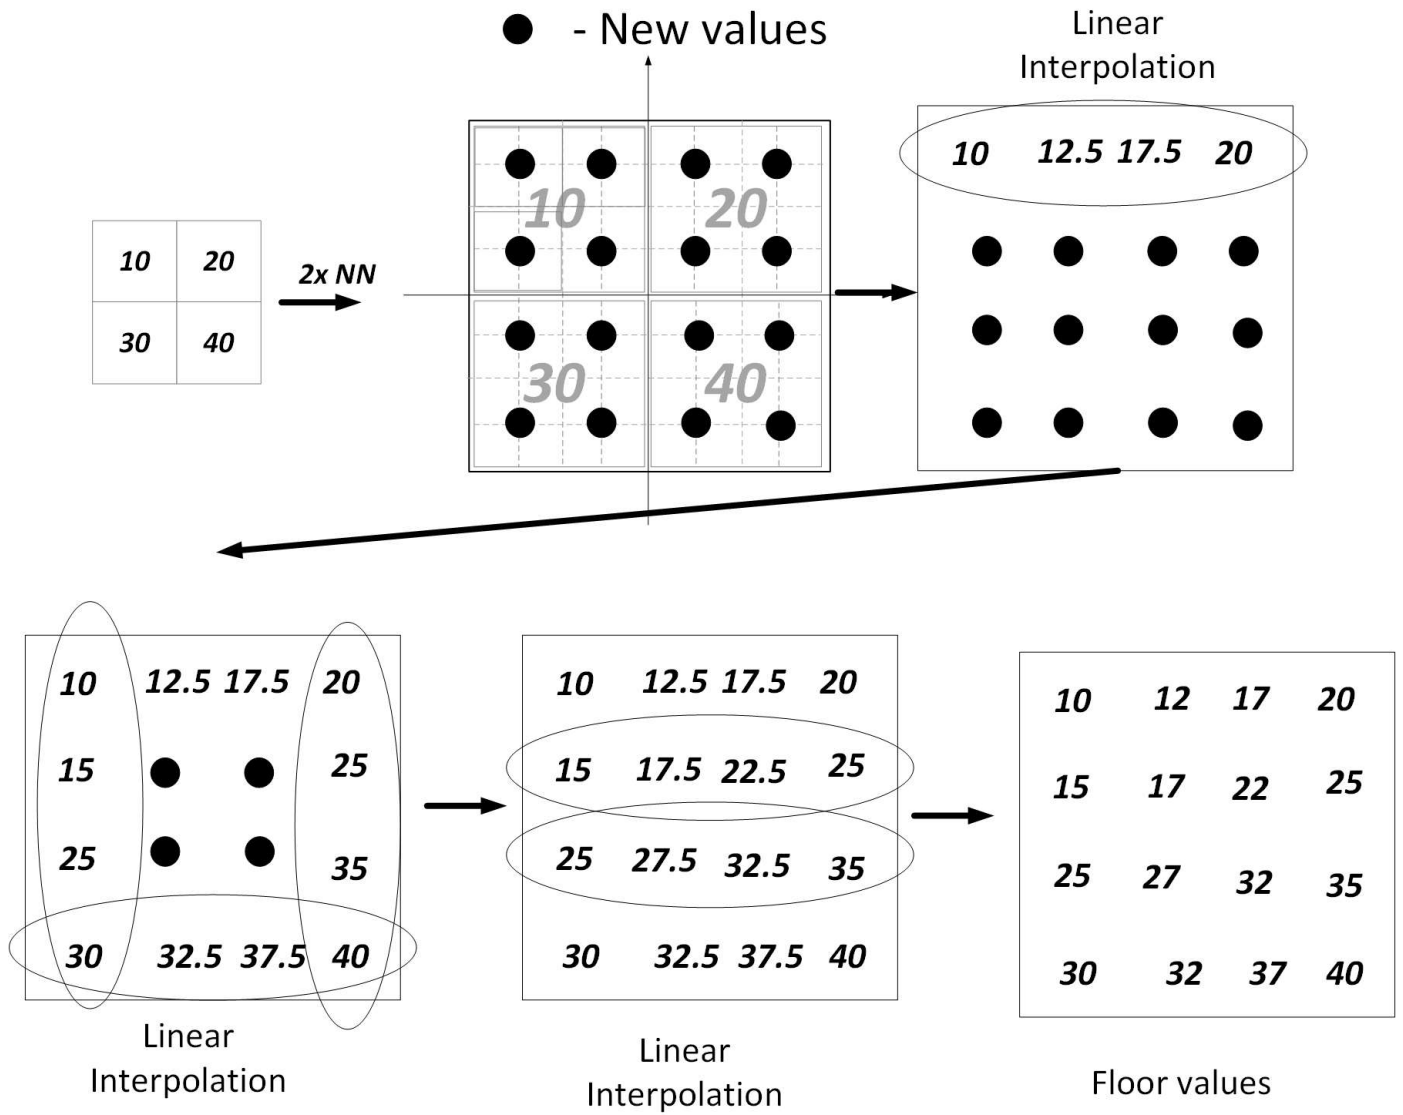 - New values
Linear
Interpolation
10 20
30 40
2x NN
10 20
30 40
10 12.5 17.5 20
10 12.5 17.5 20
15 25
25 35
30 32.5 37.5 40
Linear
Interpolation
10 12.5 17.5 20
15 17.5 22.5 25
25 27.5 32.5 35
30 32.5 37.5 40
Linear
Interpolation
10 12 17 20
15 17 22 25
25 27 32 35
30 32 37 40
Floor values